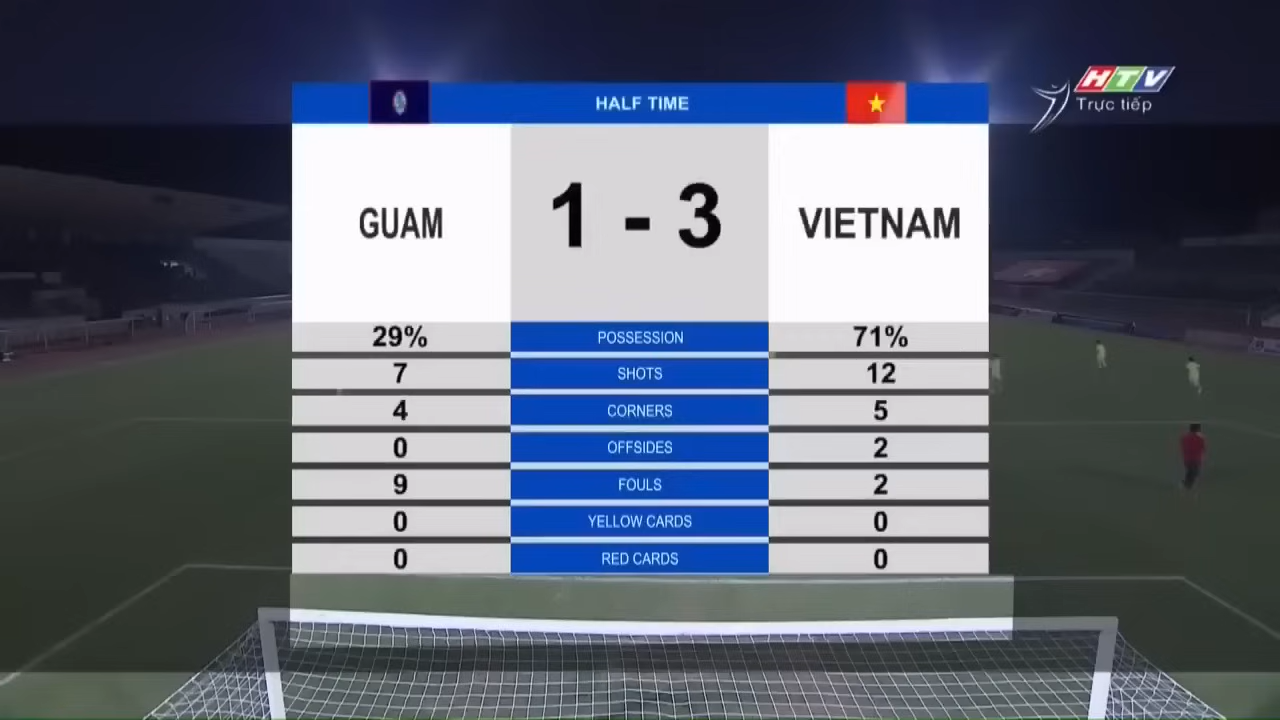 HTV
Trực tiếp
HALF TIME
GUAM 1 - 3 VIETNAM
29% POSSESSION 71%
7 SHOTS 12
4 CORNERS 5
0 OFFSIDES 2
9 FOULS 2
0 YELLOW CARDS 0
0 RED CARDS 0